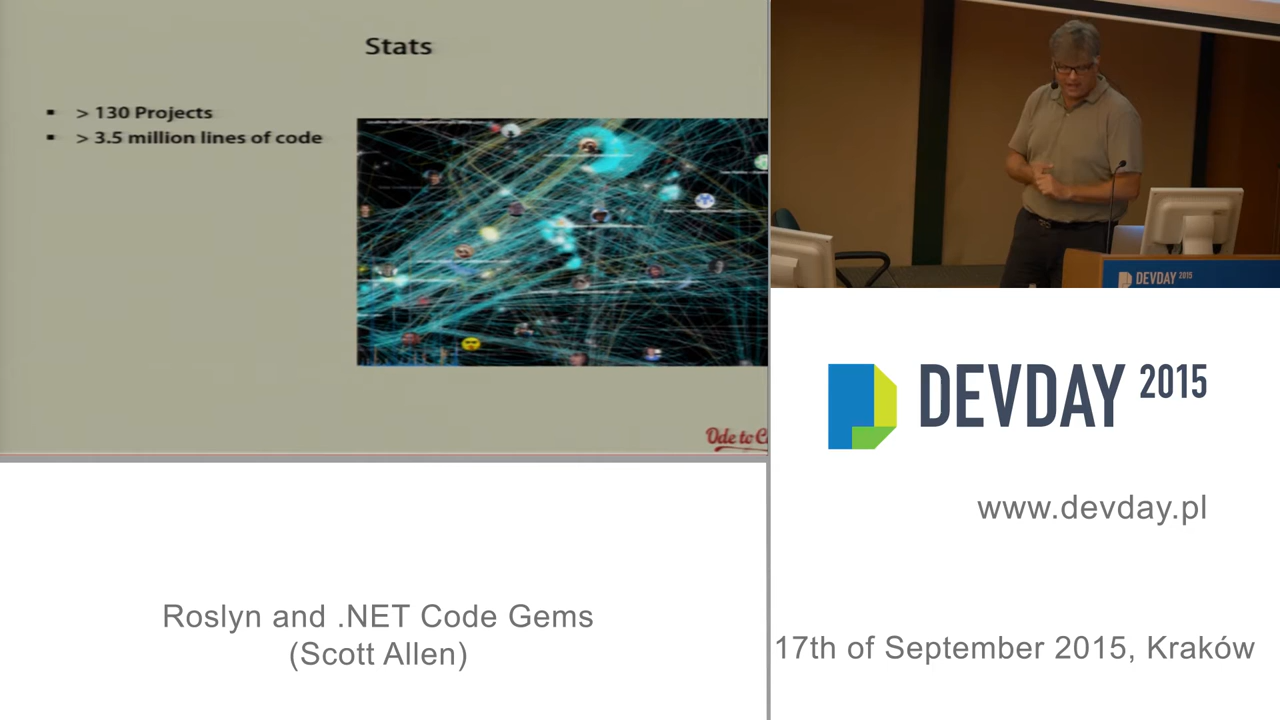 Stats
▪ > 130 Projects
▪ > 3.5 million lines of code
Ode to C
DEVDAY 2015
DEVDAY 2015
www.devday.pl
Roslyn and .NET Code Gems
(Scott Allen)
17th of September 2015, Kraków